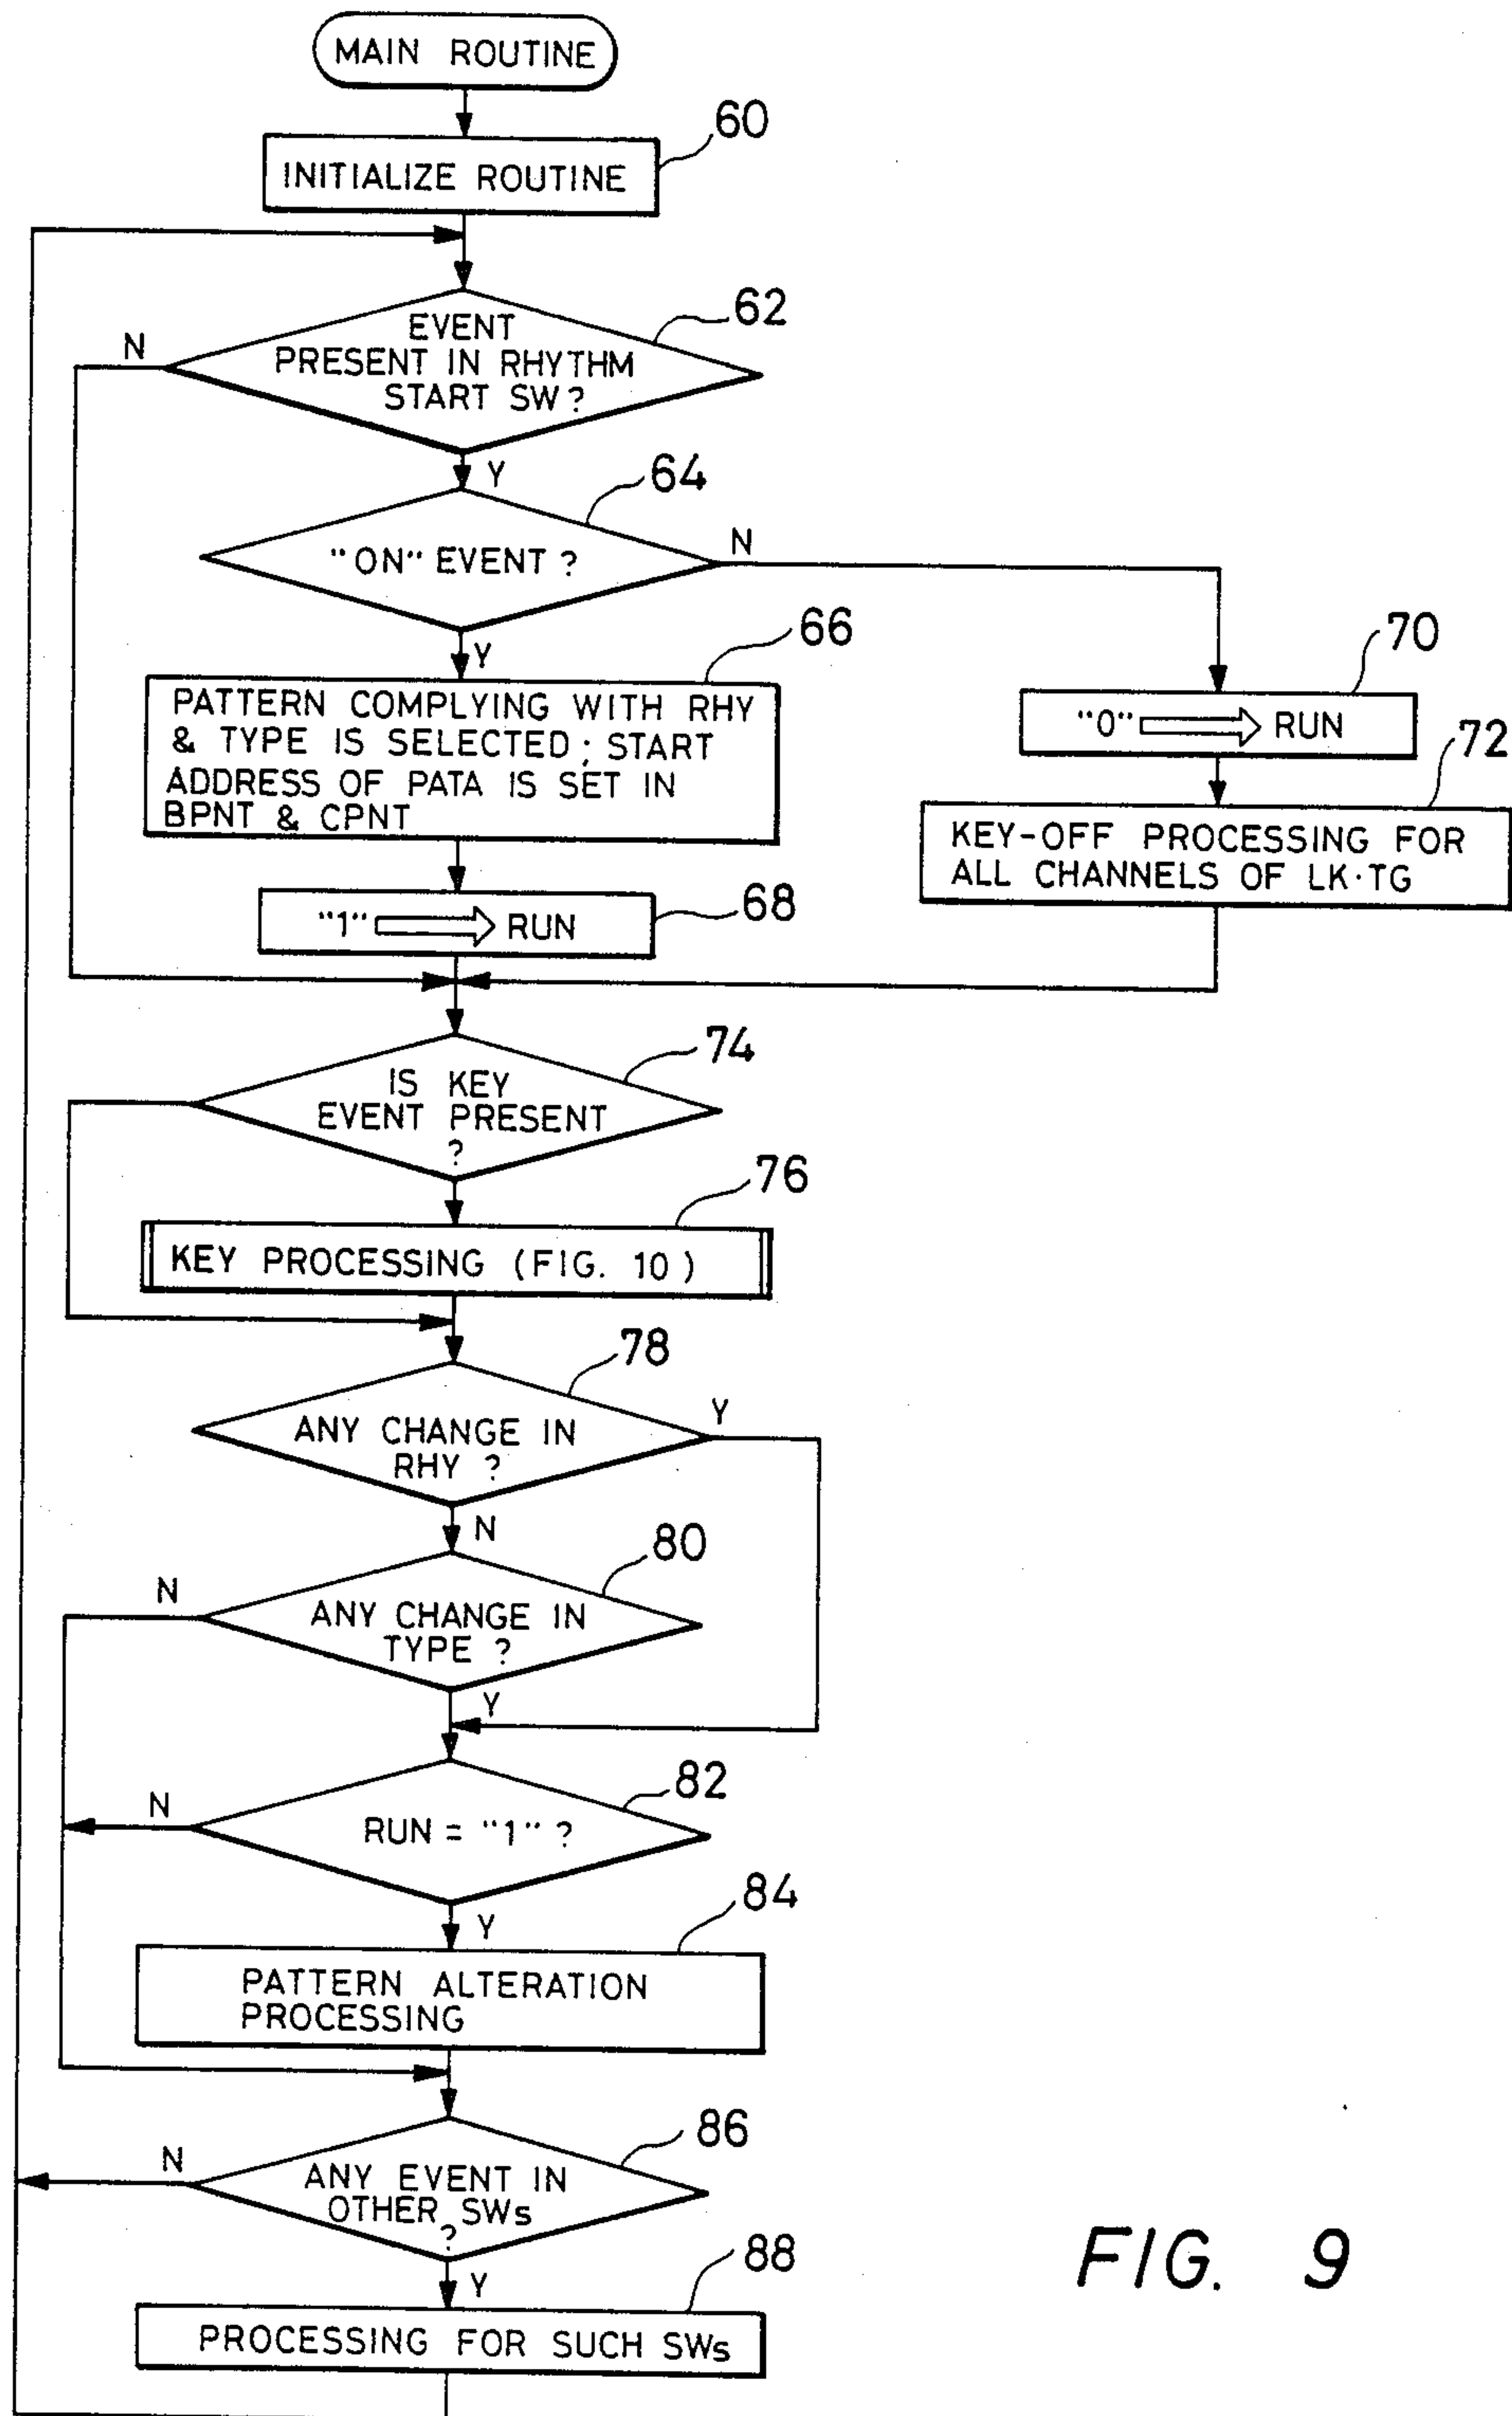 MAIN ROUTINE
60
INITIALIZE ROUTINE
62
N
EVENT
PRESENT IN RHYTHM
START SW?
Y
64
"ON" EVENT ?
N
Y
66
PATTERN COMPLYING WITH RHY
& TYPE IS SELECTED ; START
ADDRESS OF PATA IS SET IN
BPNT & CPNT
70
"0" RUN
72
KEY-OFF PROCESSING FOR
ALL CHANNELS OF LK·TG
68
"1" RUN
74
IS KEY
EVENT PRESENT
?
76
KEY PROCESSING (FIG. 10)
78
ANY CHANGE IN
RHY ?
Y
N
80
N
ANY CHANGE IN
TYPE ?
Y
82
N
RUN = "1" ?
84
Y
PATTERN ALTERATION
PROCESSING
86
N
ANY EVENT IN
OTHER SWs
?
Y
88
PROCESSING FOR SUCH SWs
FIG. 9